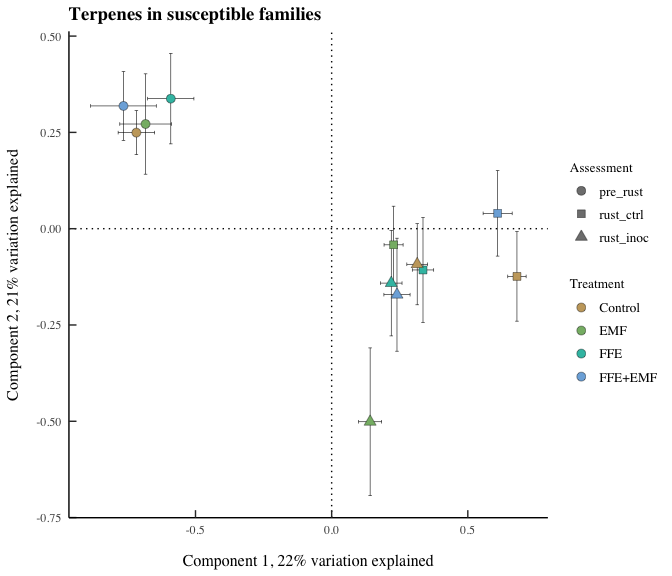 Terpenes in susceptible families
0.50
0.25
0.00
-0.25
-0.50
-0.75
Component 2, 21% variation explained
-0.5
0.0
0.5
Component 1, 22% variation explained
Assessment
pre_rust
rust_ctrl
rust_inoc
Treatment
Control
EMF
FFE
FFE+EMF